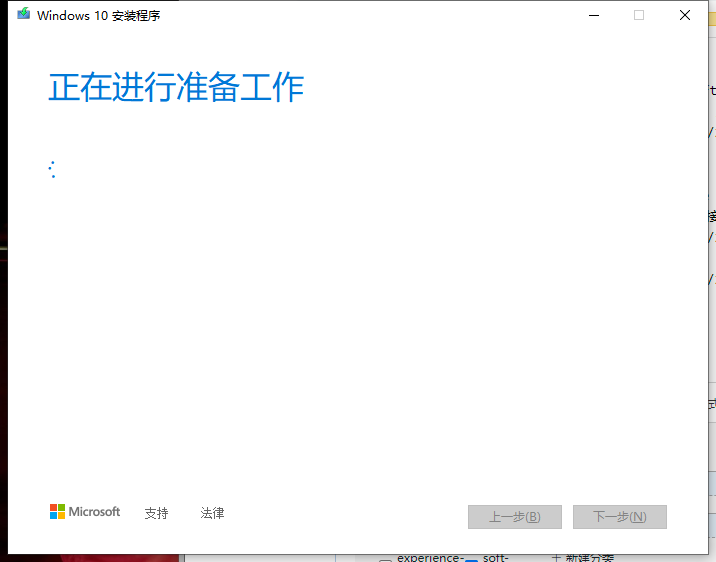 Windows 10 安装程序
正在进行准备工作
Microsoft 支持 法律 上一步(B) 下一步(N)
experience- soft- 新建分类